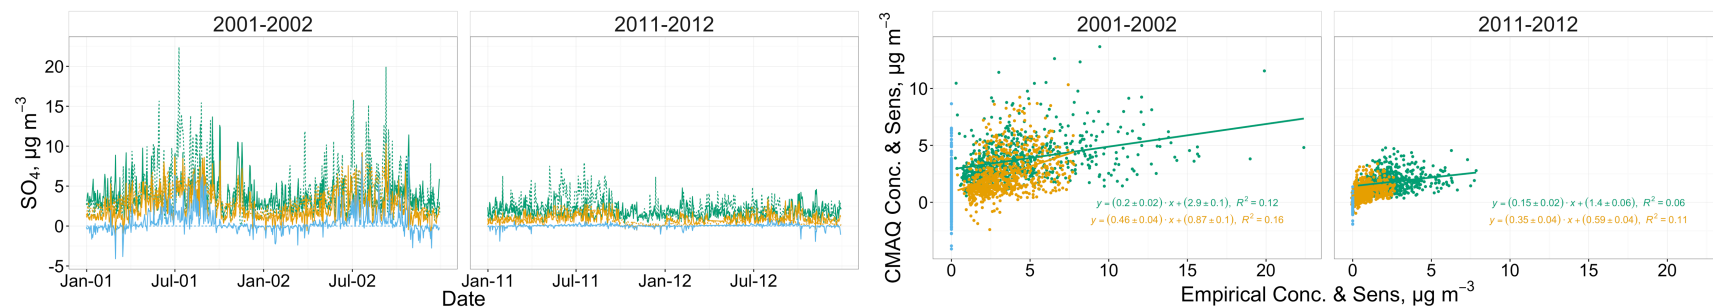 2001-2002
2011-2012
SO₄, µg m⁻³
20
15
10
5
0
-5
Jan-01
Jul-01
Jan-02
Jul-02
Jan-11
Jul-11
Jan-12
Jul-12
Date
2001-2002
2011-2012
CMAQ Conc. & Sens, µg m⁻³
10
5
0
y = (0.2 ± 0.02) · x + (2.9 ± 0.1), R² = 0.12
y = (0.46 ± 0.04) · x + (0.87 ± 0.1), R² = 0.16
y = (0.15 ± 0.02) · x + (1.4 ± 0.06), R² = 0.06
y = (0.35 ± 0.04) · x + (0.59 ± 0.04), R² = 0.11
0
5
10
15
20
0
5
10
15
20
Empirical Conc. & Sens, µg m⁻³